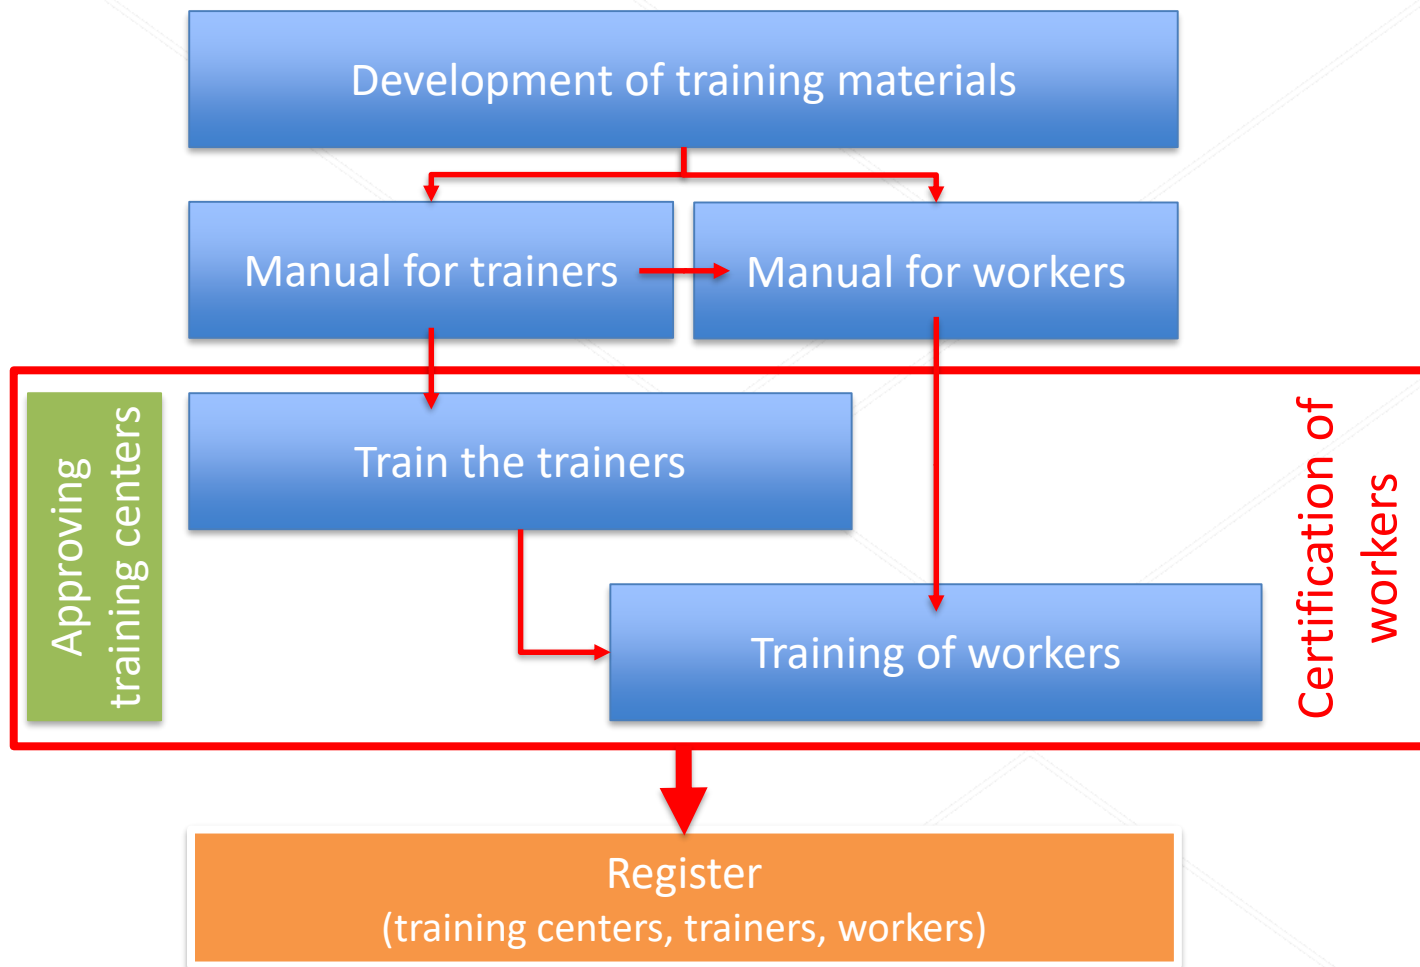 Development of training materials
Manual for trainers
Manual for workers
Approving
training centers
Train the trainers
Training of workers
Certification of
workers
Register
(training centers, trainers, workers)